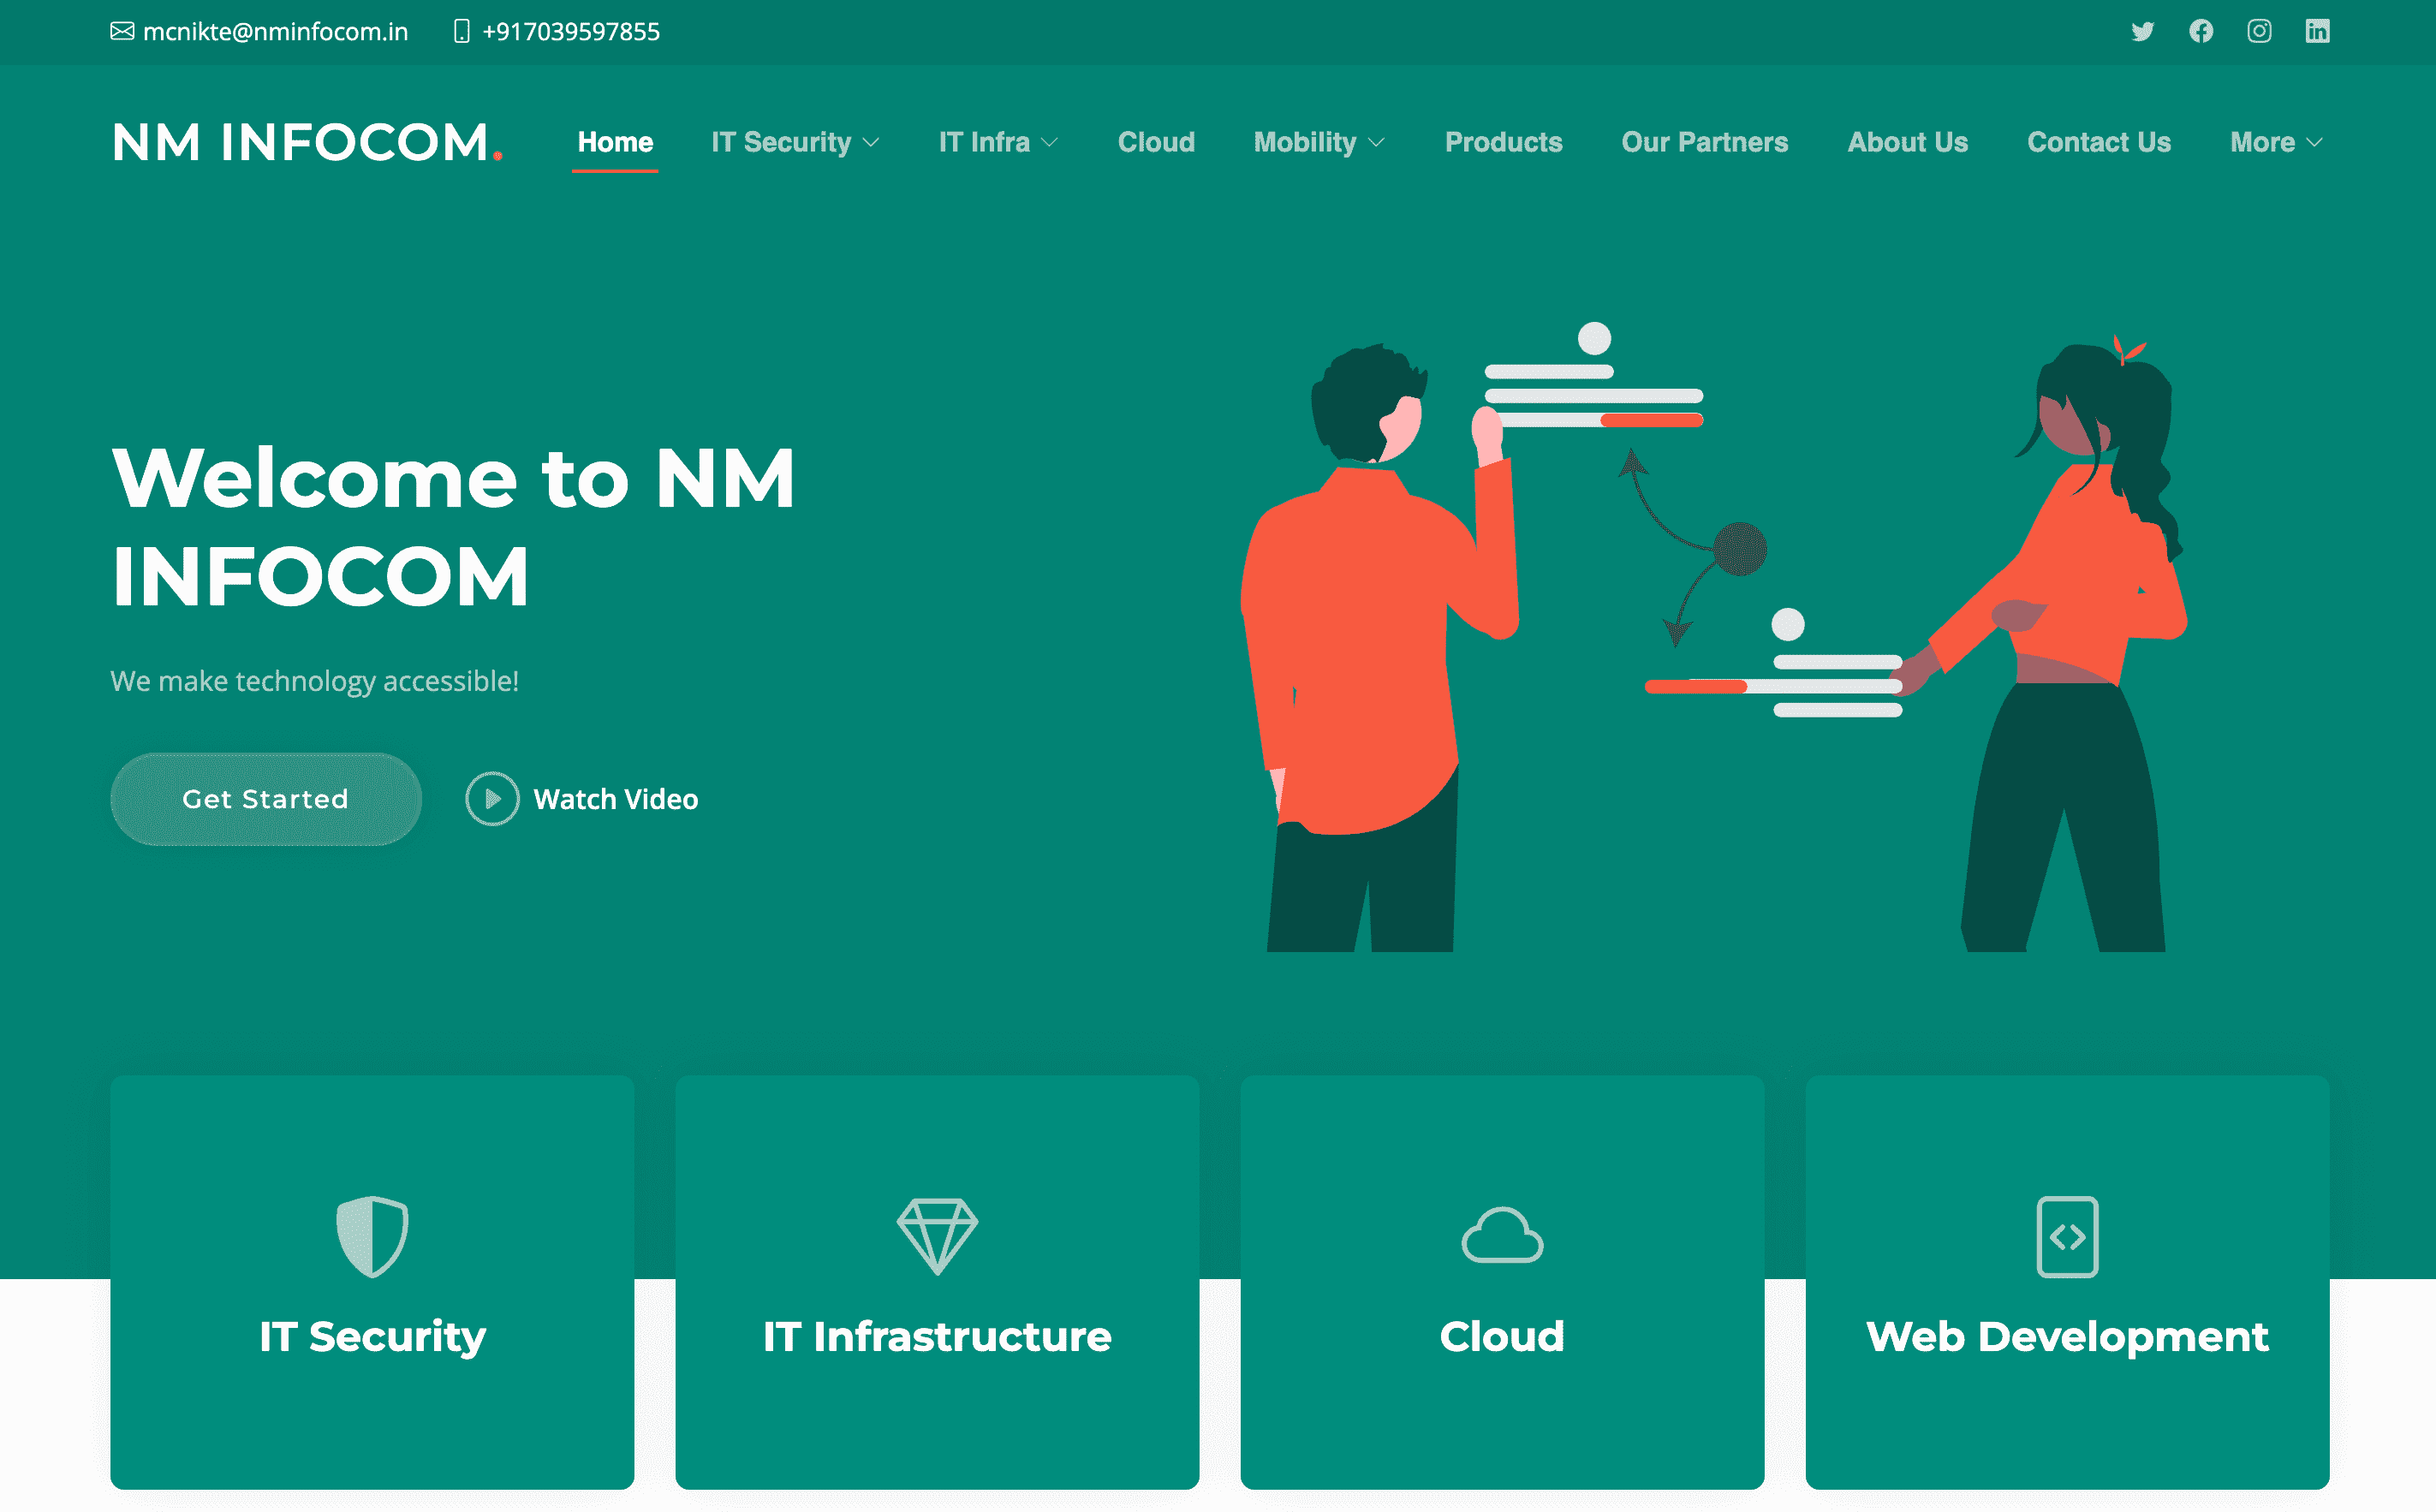 mcnikte@nminfocom.in +917039597855
NM INFOCOM. Home IT Security IT Infra Cloud Mobility Products Our Partners About Us Contact Us More
Welcome to NM
INFOCOM
We make technology accessible!
Get Started Watch Video
IT Security IT Infrastructure Cloud Web Development